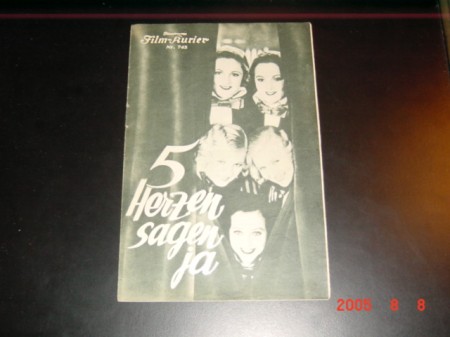 Film-Kurier
5
Herzen
sagen
ja
2005 8 8